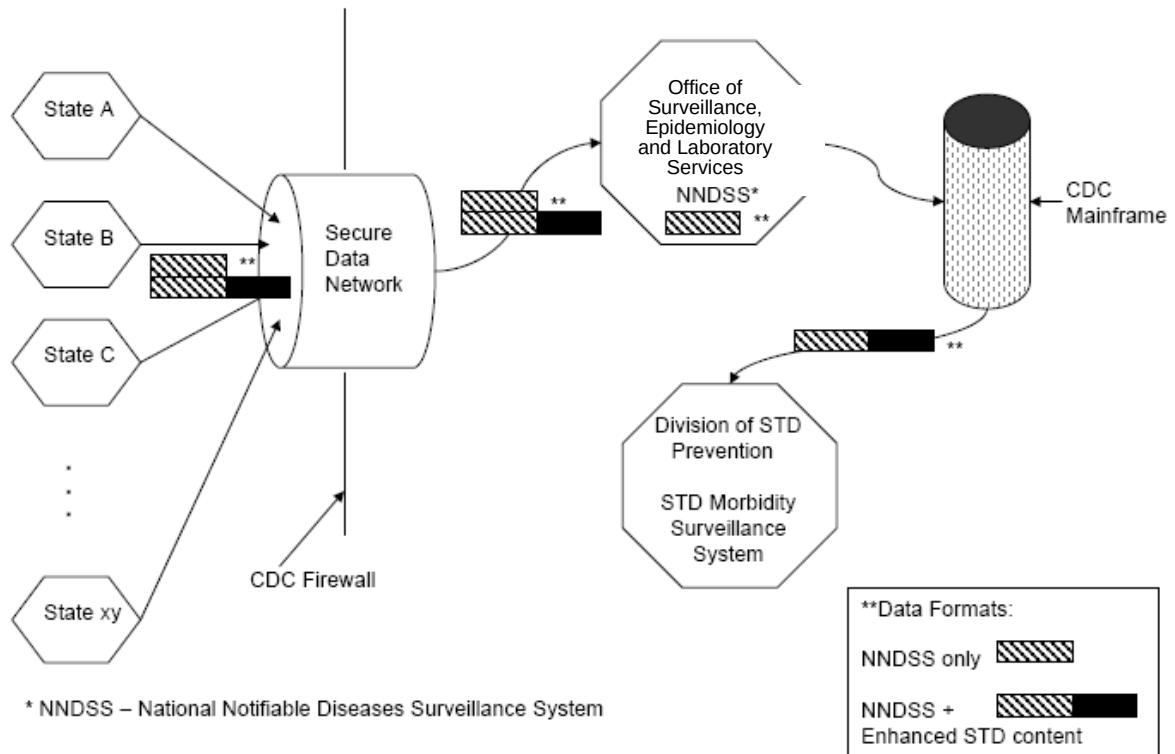 State A
State B
State C
State xy
**
Secure
Data
Network
CDC Firewall
**
Office of
Surveillance,
Epidemiology
and Laboratory
Services
NNDSS*
**
CDC
Mainframe
**
Division of STD
Prevention
STD Morbidity
Surveillance
System
**Data Formats:
NNDSS only
NNDSS +
Enhanced STD content
* NNDSS – National Notifiable Diseases Surveillance System